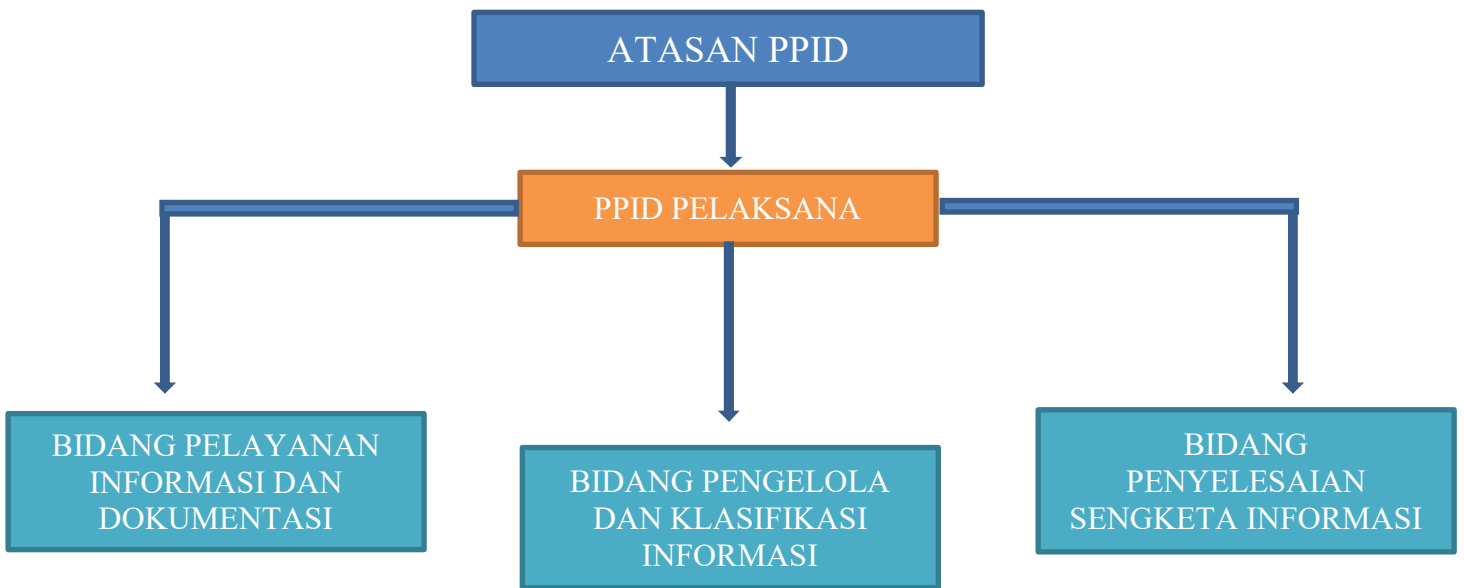 ATASAN PPID
PPID PELAKSANA
BIDANG PELAYANAN
INFORMASI DAN
DOKUMENTASI
BIDANG PENGELOLA
DAN KLASIFIKASI
INFORMASI
BIDANG
PENYELESAIAN
SENGKETA INFORMASI